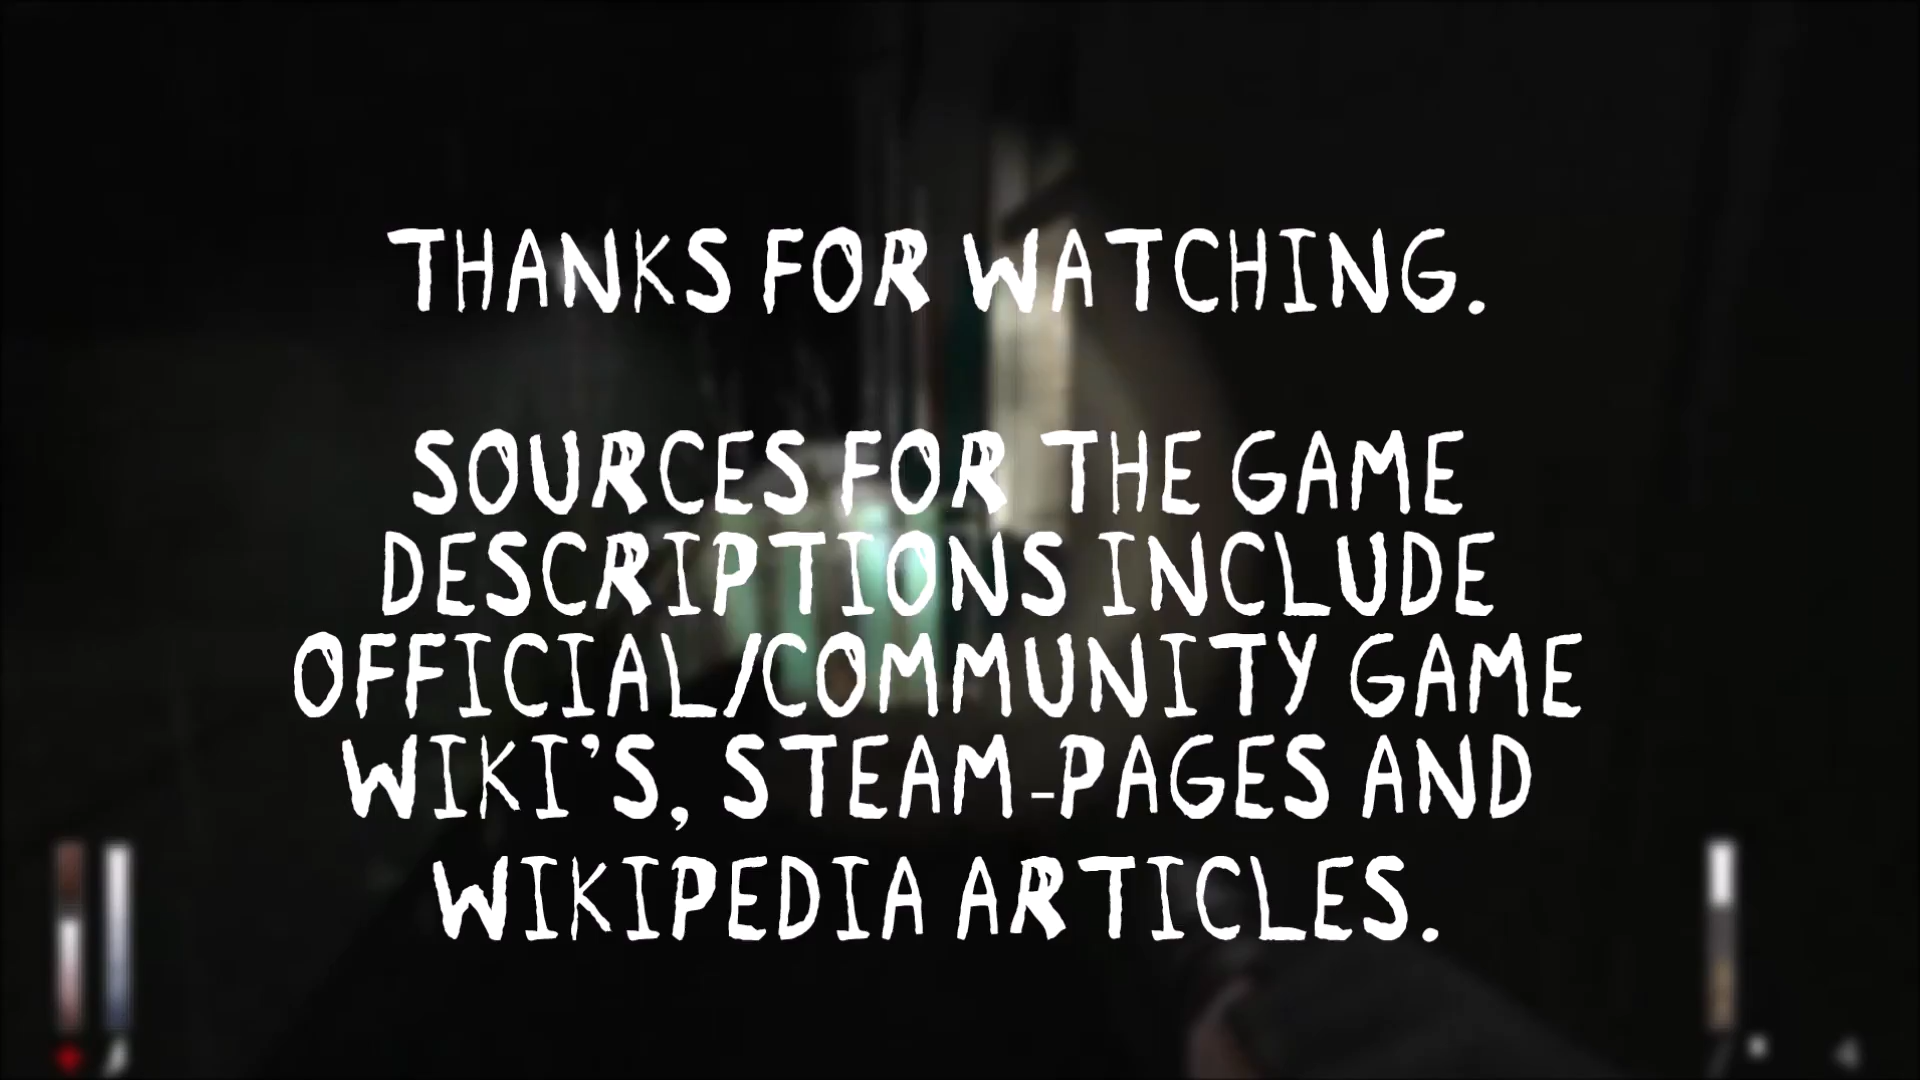 THANKS FOR WATCHING.
SOURCES FOR THE GAME
DESCRIPTIONS INCLUDE
OFFICIAL/COMMUNITY GAME
WIKI'S, STEAM-PAGES AND
WIKIPEDIA ARTICLES.